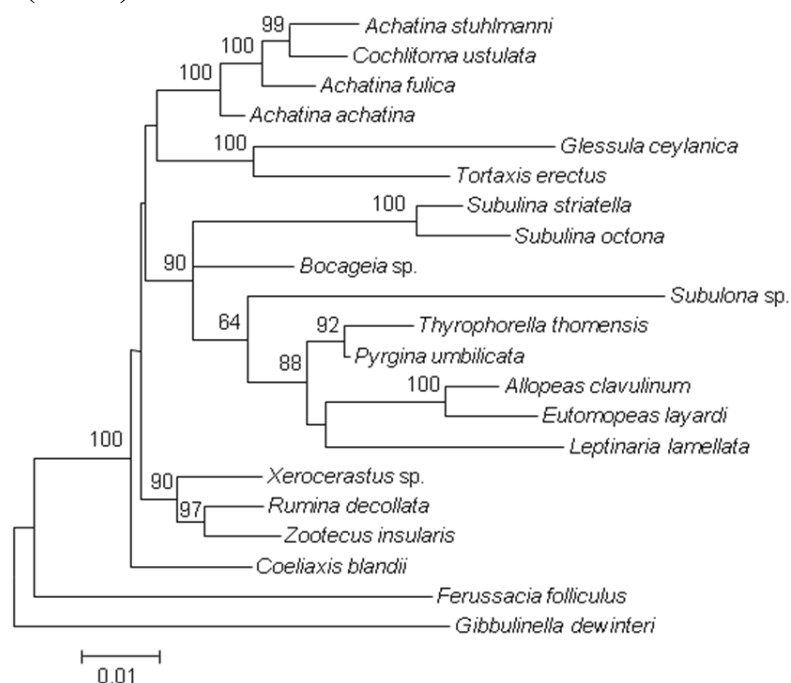 99 Achatina stuhlmanni
100 Cochlitoma ustulata
100 Achatina fulica
Achatina achatina
100 Glessula ceylanica
Tortaxis erectus
100 Subulina striatella
Subulina octona
90 Bocageia sp.
Subulona sp.
64 92 Thyrophorella thomensis
Pyrgina umbilicata
88
100 Allopeas clavulinum
Eutomopeas layardi
100 Leptinaria lamellata
90 Xerocerastus sp.
97 Rumina decollata
Zootecus insularis
Coeliaxis blandii
Ferussacia folliculus
Gibbulinella dewinteri
0.01